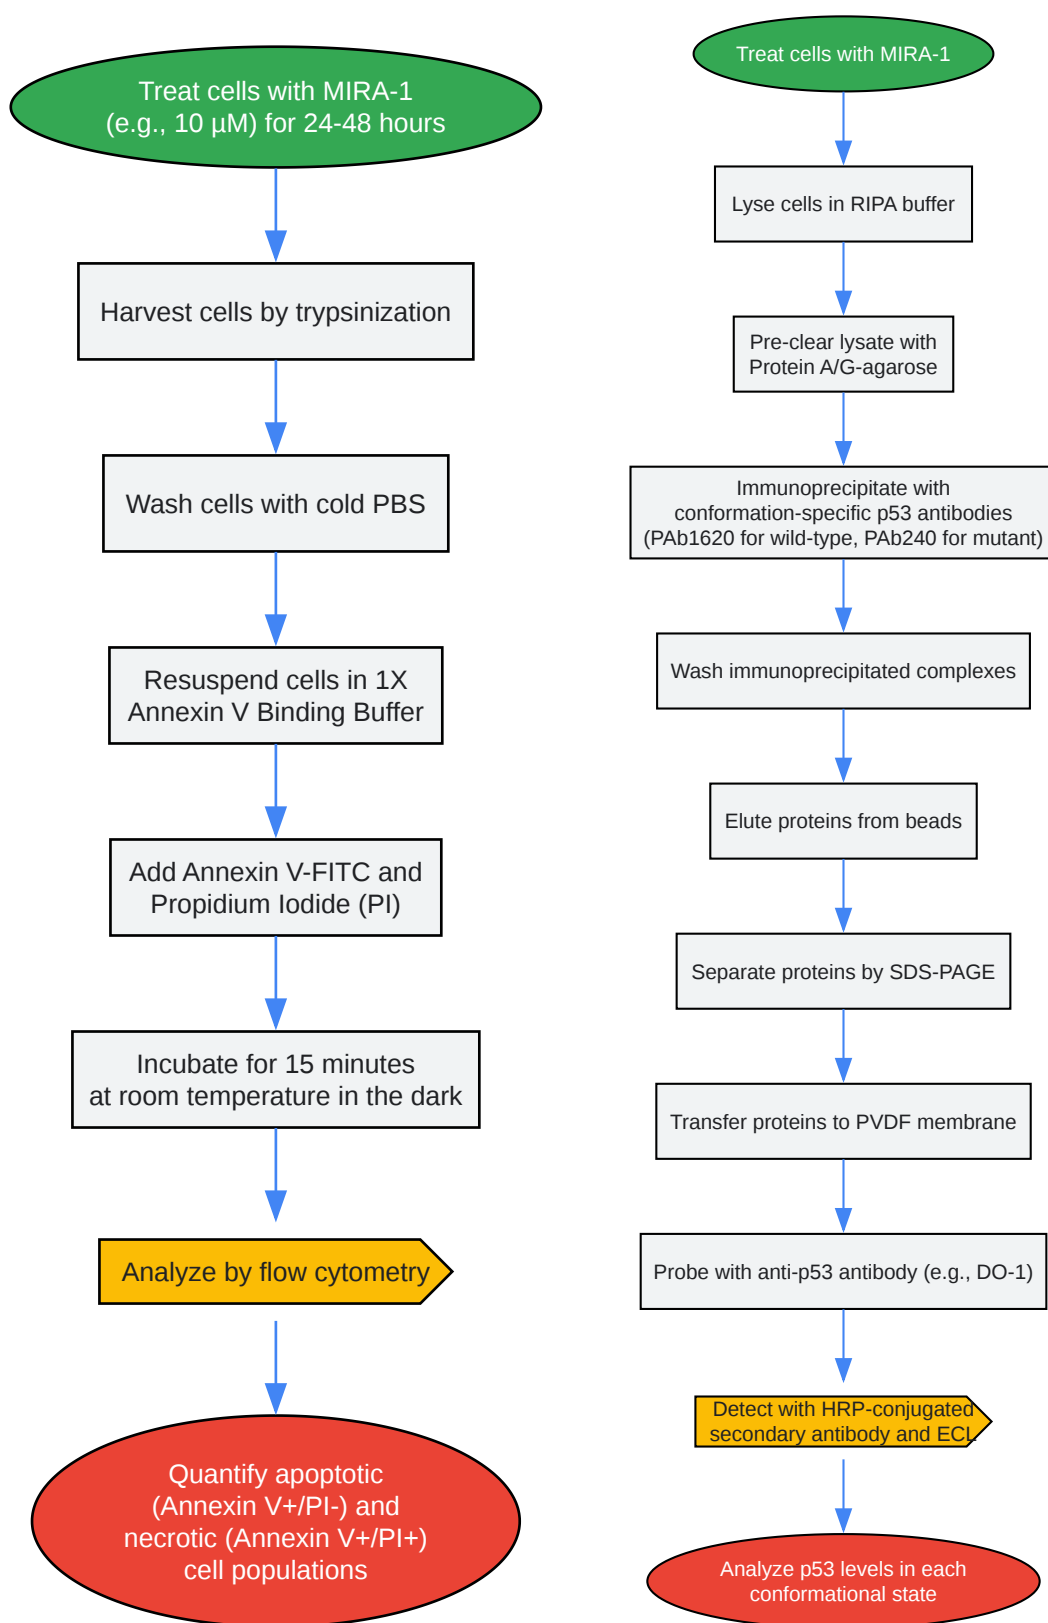 Treat cells with MIRA-1
(e.g., 10 µM) for 24-48 hours
Harvest cells by trypsinization
Wash cells with cold PBS
Resuspend cells in 1X
Annexin V Binding Buffer
Add Annexin V-FITC and
Propidium Iodide (PI)
Incubate for 15 minutes
at room temperature in the dark
Analyze by flow cytometry
Quantify apoptotic
(Annexin V+/PI-) and
necrotic (Annexin V+/PI+)
cell populations
Treat cells with MIRA-1
Lyse cells in RIPA buffer
Pre-clear lysate with
Protein A/G-agarose
Immunoprecipitate with
conformation-specific p53 antibodies
(PAb1620 for wild-type, PAb240 for mutant)
Wash immunoprecipitated complexes
Elute proteins from beads
Separate proteins by SDS-PAGE
Transfer proteins to PVDF membrane
Probe with anti-p53 antibody (e.g., DO-1)
Detect with HRP-conjugated
secondary antibody and ECL
Analyze p53 levels in each
conformational state